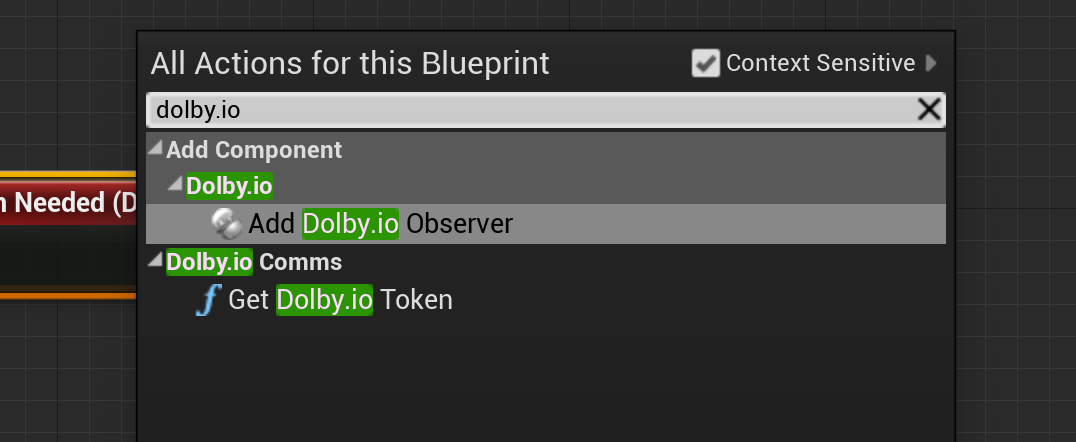 All Actions for this Blueprint
Context Sensitive
dolby.io
Add Component
Dolby.io
Needed (D
Add Dolby.io Observer
Dolby.io Comms
Get Dolby.io Token